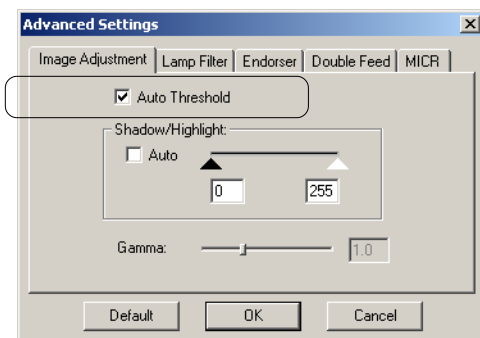 Advanced Settings
Image Adjustment Lamp Filter Endorser Double Feed MICR
Auto Threshold
Shadow/Highlight:
Auto
0 255
Gamma: 1.0
Default OK Cancel